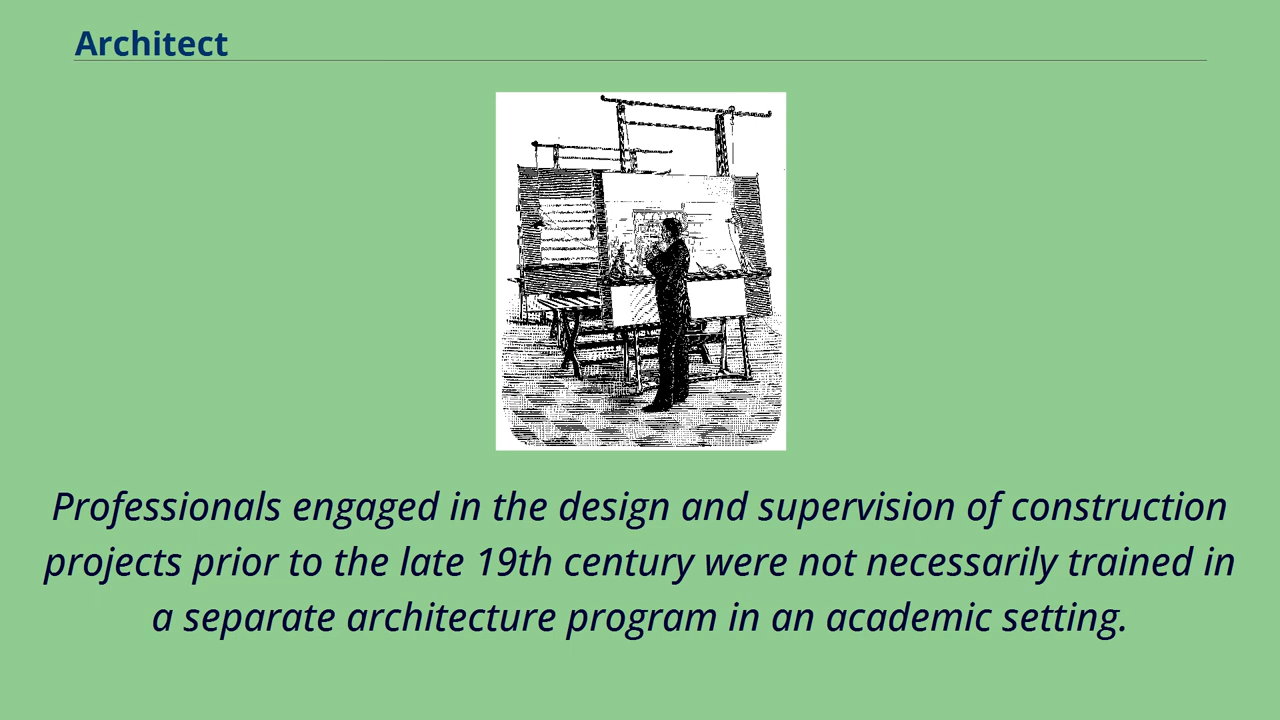 Architect
Professionals engaged in the design and supervision of construction
projects prior to the late 19th century were not necessarily trained in
a separate architecture program in an academic setting.